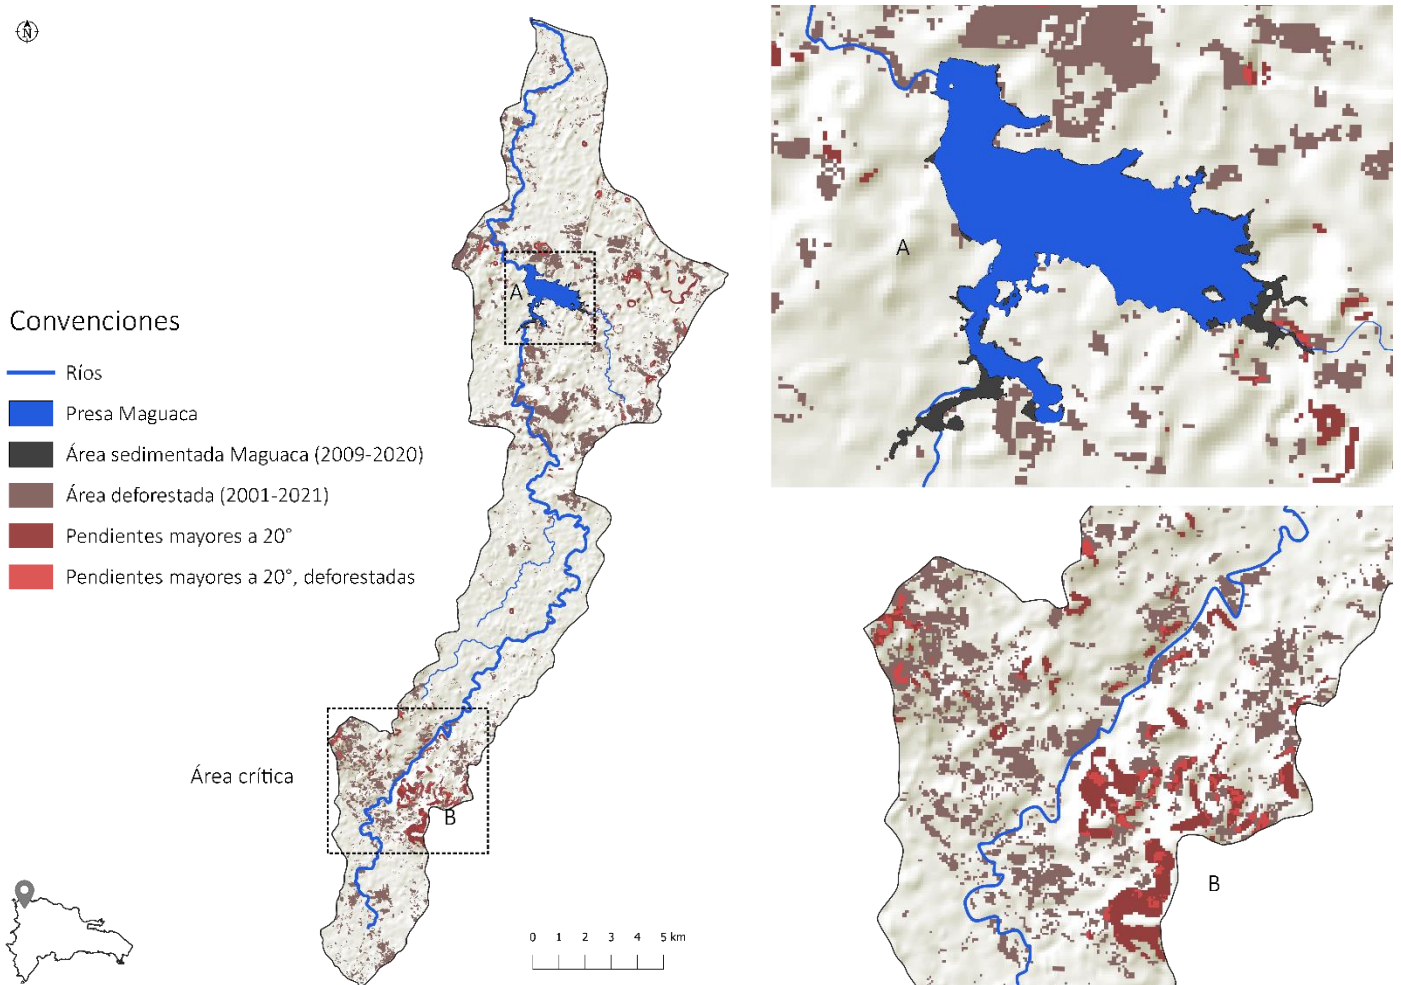 N
Convenciones
Ríos
Presa Maguaca
Área sedimentada Maguaca (2009-2020)
Área deforestada (2001-2021)
Pendientes mayores a 20°
Pendientes mayores a 20°, deforestadas
A
Área crítica
B
0 1 2 3 4 5 km
A
B